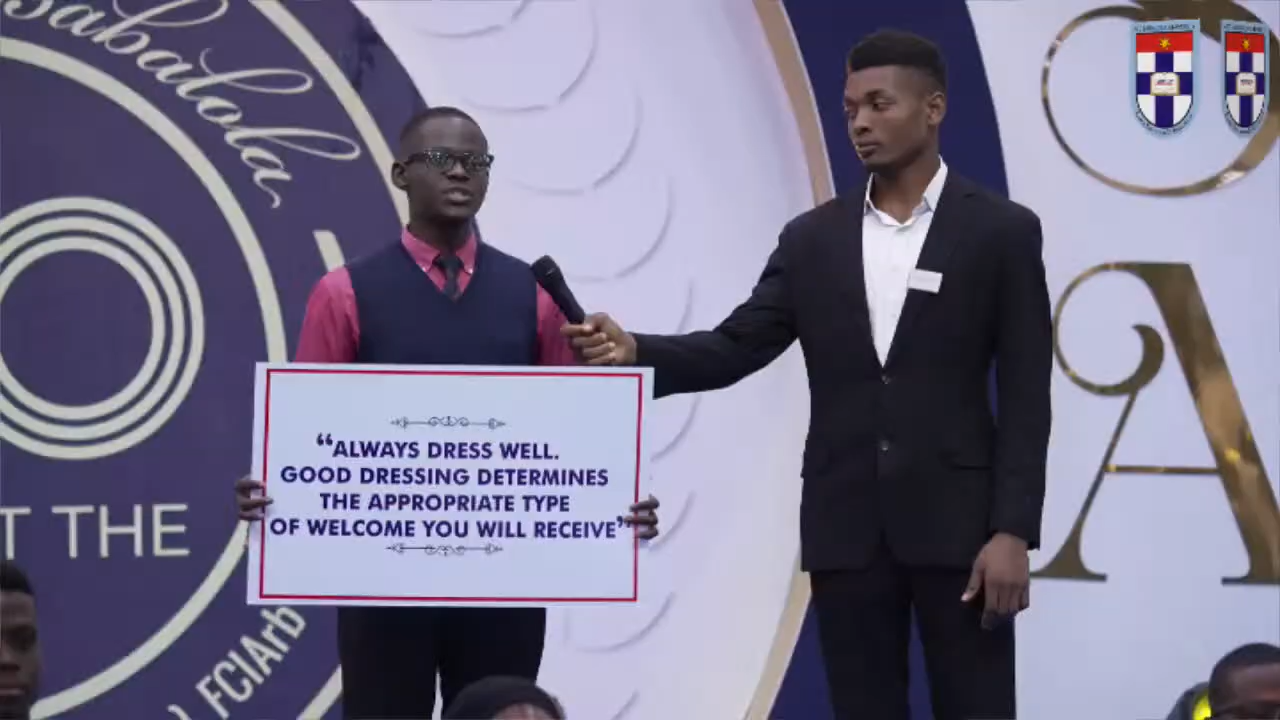 Babalola
“ALWAYS DRESS WELL.
GOOD DRESSING DETERMINES
THE APPROPRIATE TYPE
OF WELCOME YOU WILL RECEIVE”
T THE
FCIArb
A